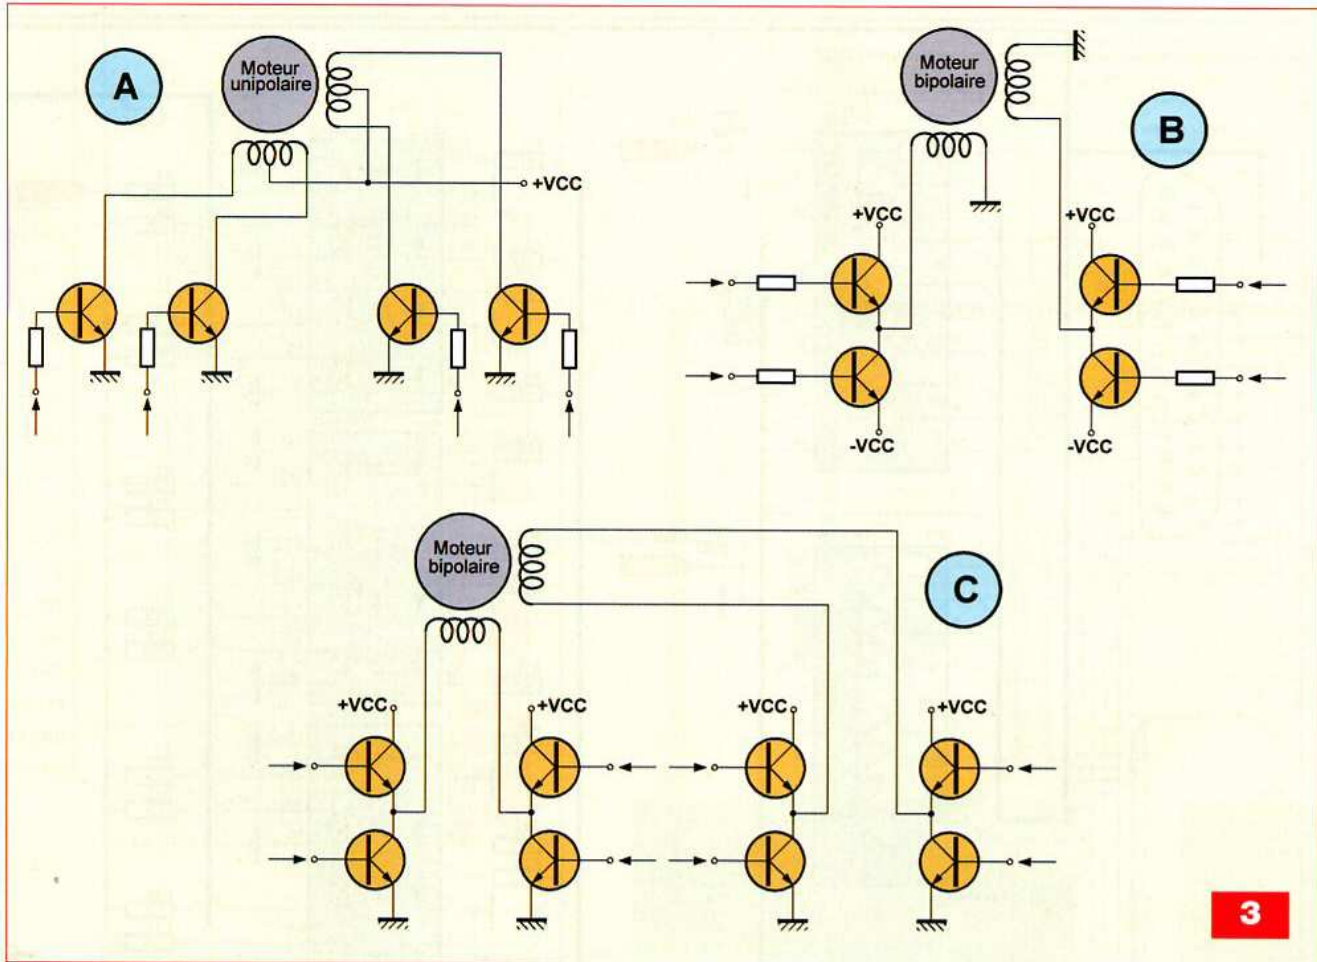 A
Moteur
unipolaire
+VCC
Moteur
bipolaire
B
+VCC
+VCC
-VCC
-VCC
Moteur
bipolaire
C
+VCC
+VCC
+VCC
+VCC
3